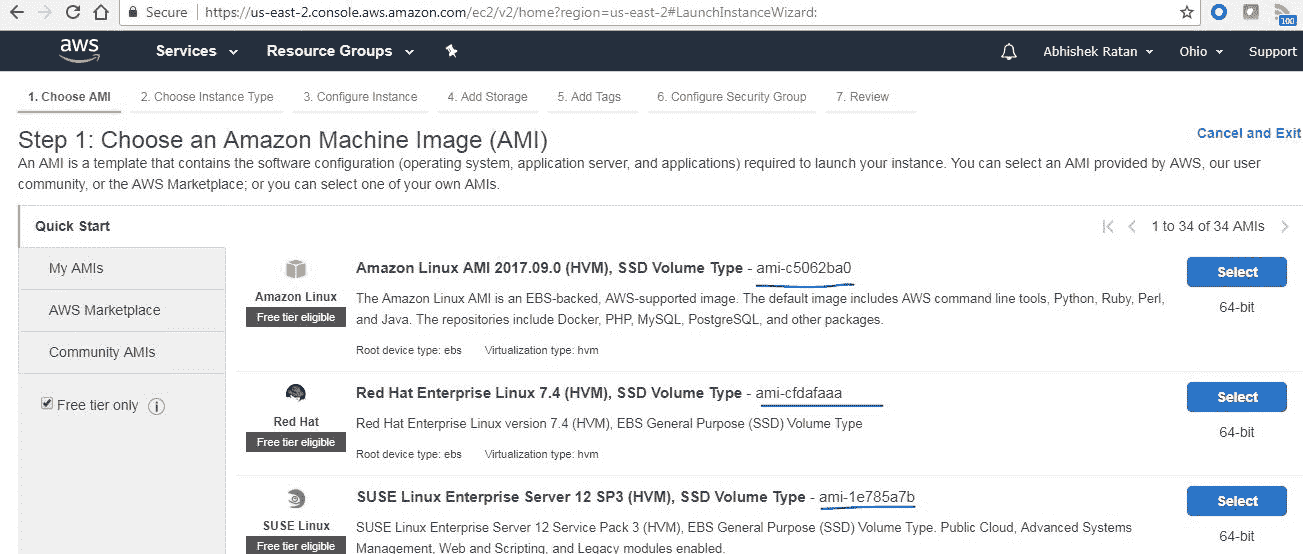 Secure https://us-east-2.console.aws.amazon.com/ec2/v2/home?region=us-east-2#LaunchInstanceWizard:
100
aws Services Resource Groups Abhishek Ratan Ohio Support
1. Choose AMI 2. Choose Instance Type 3. Configure Instance 4. Add Storage 5. Add Tags 6. Configure Security Group 7. Review
Step 1: Choose an Amazon Machine Image (AMI)
Cancel and Exit
An AMI is a template that contains the software configuration (operating system, application server, and applications) required to launch your instance. You can select an AMI provided by AWS, our user
community, or the AWS Marketplace; or you can select one of your own AMIs.
Quick Start
My AMIs
AWS Marketplace
Community AMIs
Free tier only
1 to 34 of 34 AMIs
Amazon Linux
Free tier eligible
Amazon Linux AMI 2017.09.0 (HVM), SSD Volume Type - ami-c5062ba0
The Amazon Linux AMI is an EBS-backed, AWS-supported image. The default image includes AWS command line tools, Python, Ruby, Perl,
and Java. The repositories include Docker, PHP, MySQL, PostgreSQL, and other packages.
Root device type: ebs Virtualization type: hvm
Select
64-bit
Red Hat
Free tier eligible
Red Hat Enterprise Linux 7.4 (HVM), SSD Volume Type - ami-cfdafaaa
Red Hat Enterprise Linux version 7.4 (HVM), EBS General Purpose (SSD) Volume Type
Root device type: ebs Virtualization type: hvm
Select
64-bit
SUSE Linux
Free tier eligible
SUSE Linux Enterprise Server 12 SP3 (HVM), SSD Volume Type - ami-1e785a7b
SUSE Linux Enterprise Server 12 Service Pack 3 (HVM), EBS General Purpose (SSD) Volume Type. Public Cloud, Advanced Systems
Management, Web and Scripting, and Legacy modules enabled.
Select
64-bit